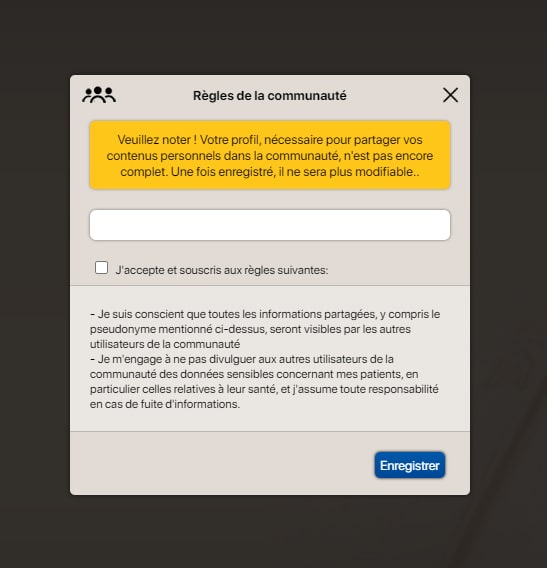 Règles de la communauté
Veuillez noter ! Votre profil, nécessaire pour partager vos
contenus personnels dans la communauté, n'est pas encore
complet. Une fois enregistré, il ne sera plus modifiable..
J'accepte et souscris aux règles suivantes:
- Je suis conscient que toutes les informations partagées, y compris le
pseudonyme mentionné ci-dessus, seront visibles par les autres
utilisateurs de la communauté
- Je m'engage à ne pas divulguer aux autres utilisateurs de la
communauté des données sensibles concernant mes patients, en
particulier celles relatives à leur santé, et j'assume toute responsabilité
en cas de fuite d'informations.
Enregistrer